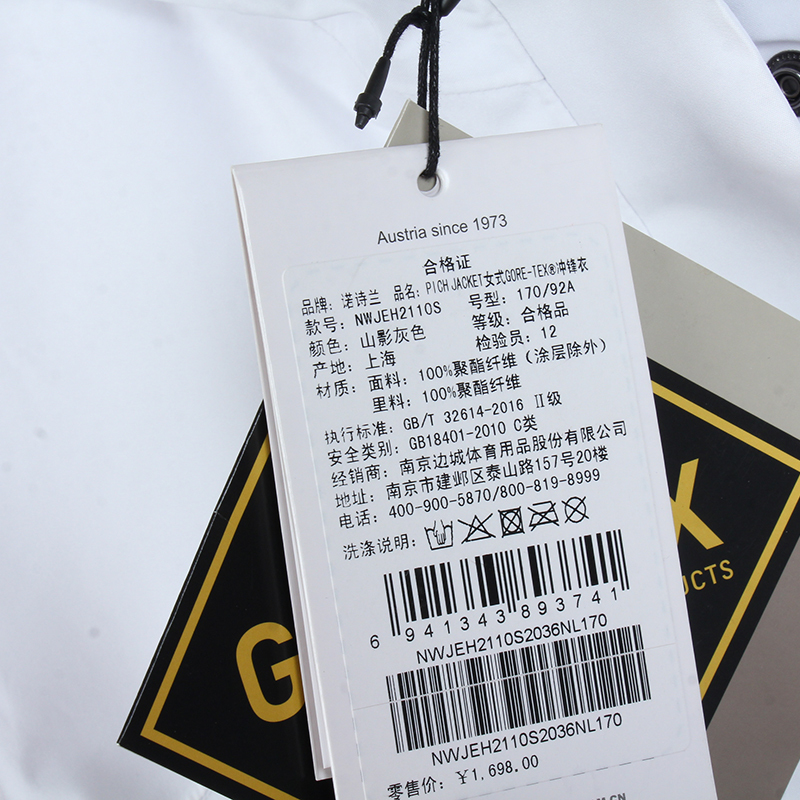 Austria since 1973
合格证
品牌: 诺诗兰 品名: PICH JACKET女式GORE-TEX®冲锋衣
款号: NWJEH2110S 号型: 170/92A
颜色: 山影灰色 等级: 合格品
产地: 上海 检验员: 12
材质: 面料: 100%聚酯纤维（涂层除外）
里料: 100%聚酯纤维
执行标准: GB/T 32614-2016 Ⅱ级
安全类别: GB18401-2010 C类
经销商: 南京边城体育用品股份有限公司
地址: 南京市建邺区泰山路157号20楼
电话: 400-900-5870/800-819-8999
洗涤说明:
6 941343 893741
NWJEH2110S2036NL170
NWJEH2110S2036NL170
零售价: ¥1,698.00
G
X
UCTS